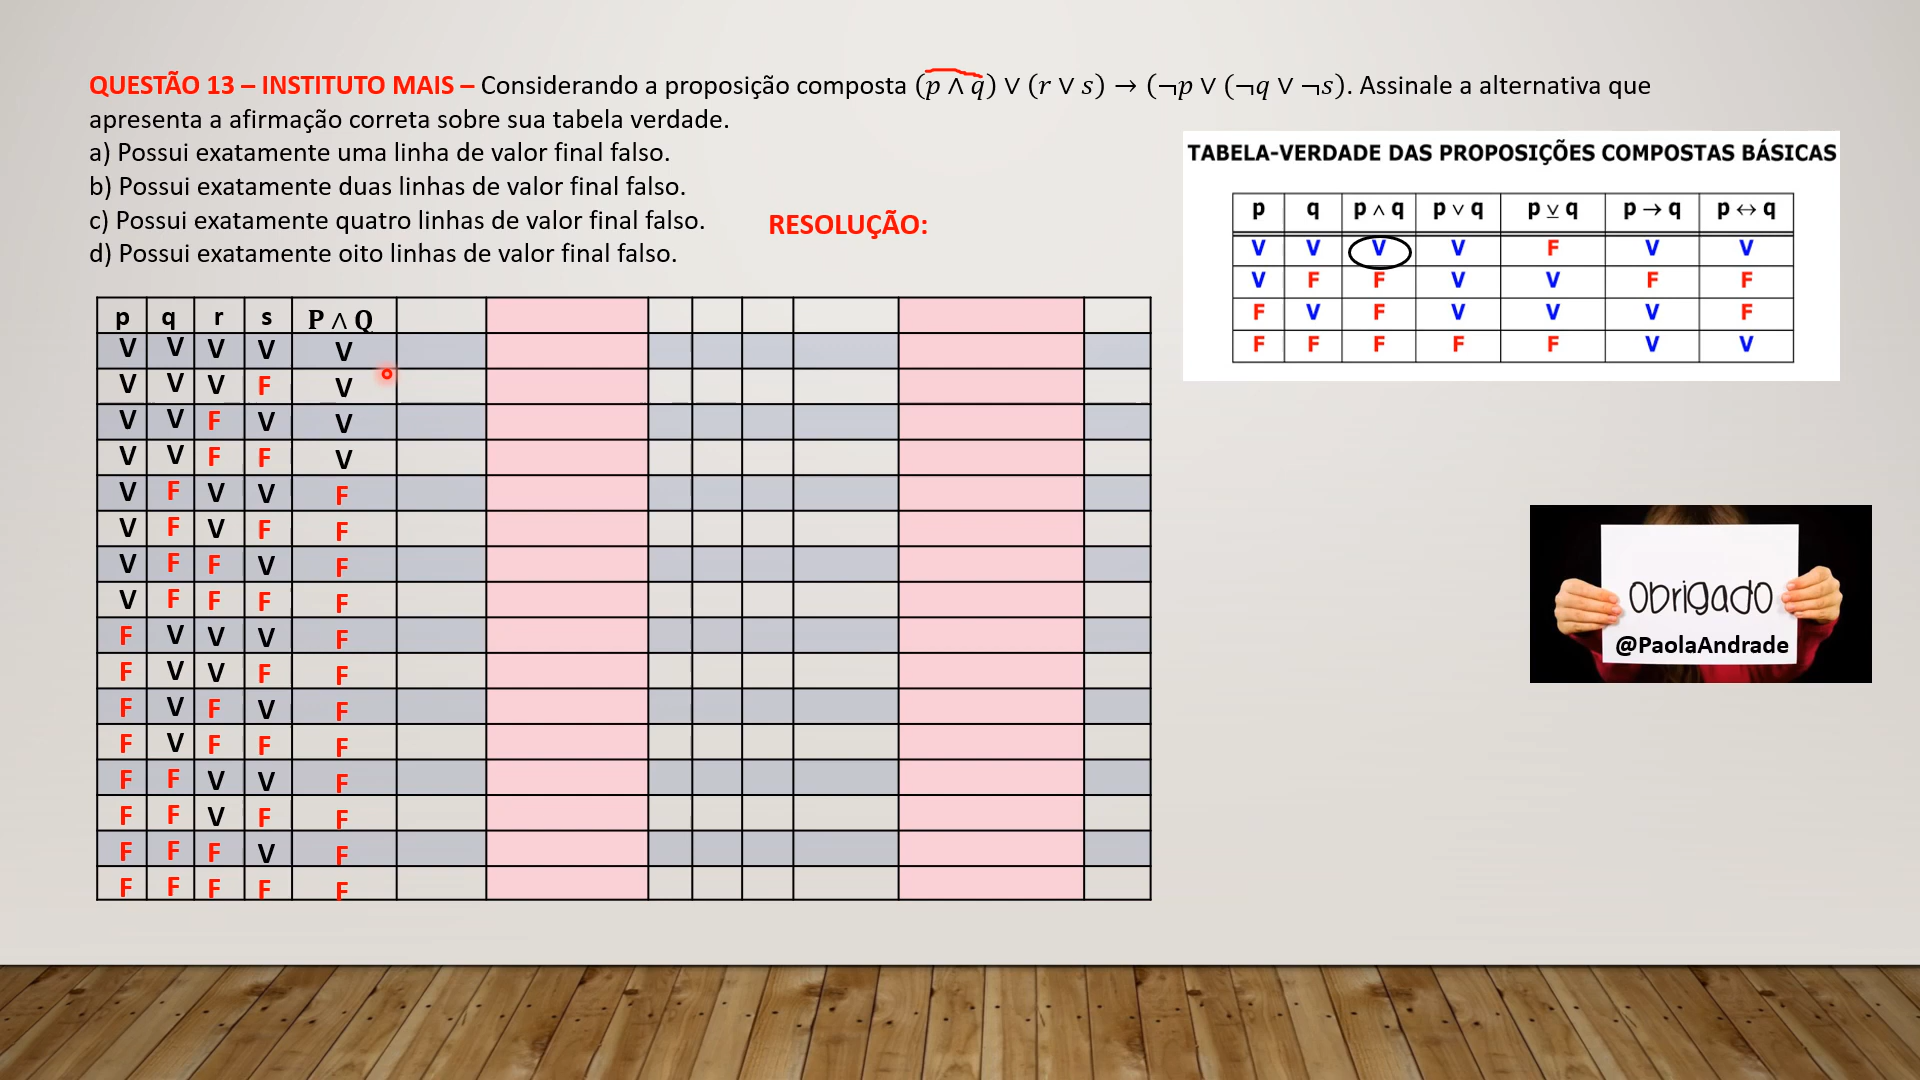 QUESTÃO 13 – INSTITUTO MAIS – Considerando a proposição composta (p ∧ q) ∨ (r ∨ s) → (¬p ∨ (¬q ∨ ¬s). Assinale a alternativa que
apresenta a afirmação correta sobre sua tabela verdade.
a) Possui exatamente uma linha de valor final falso.
b) Possui exatamente duas linhas de valor final falso.
c) Possui exatamente quatro linhas de valor final falso.
d) Possui exatamente oito linhas de valor final falso.
RESOLUÇÃO:
TABELA-VERDADE DAS PROPOSIÇÕES COMPOSTAS BÁSICAS
p q p ∧ q p ∨ q p ⊻ q p → q p ↔ q
V V V V F V V
V F F V V F F
F V F V V V F
F F F F F V V
p q r s P ∧ Q
V V V V V
V V V F V
V V F V V
V V F F V
V F V V F
V F V F F
V F F V F
V F F F F
F V V V F
F V V F F
F V F V F
F V F F F
F F V V F
F F V F F
F F F V F
F F F F F
obrigado
@PaolaAndrade